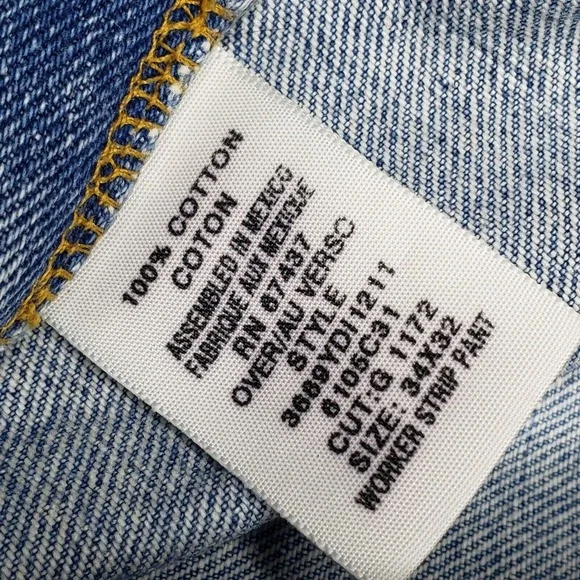 100% COTTON
COTON
ASSEMBLED IN MEXICO
FABRIQUE AUX MEXIQUE
RN 67437
OVER/AU VERSO
STYLE
3669YDI1211
6105C31
CUT:G 1172
SIZE: 34X32
WORKER STRIP PANT